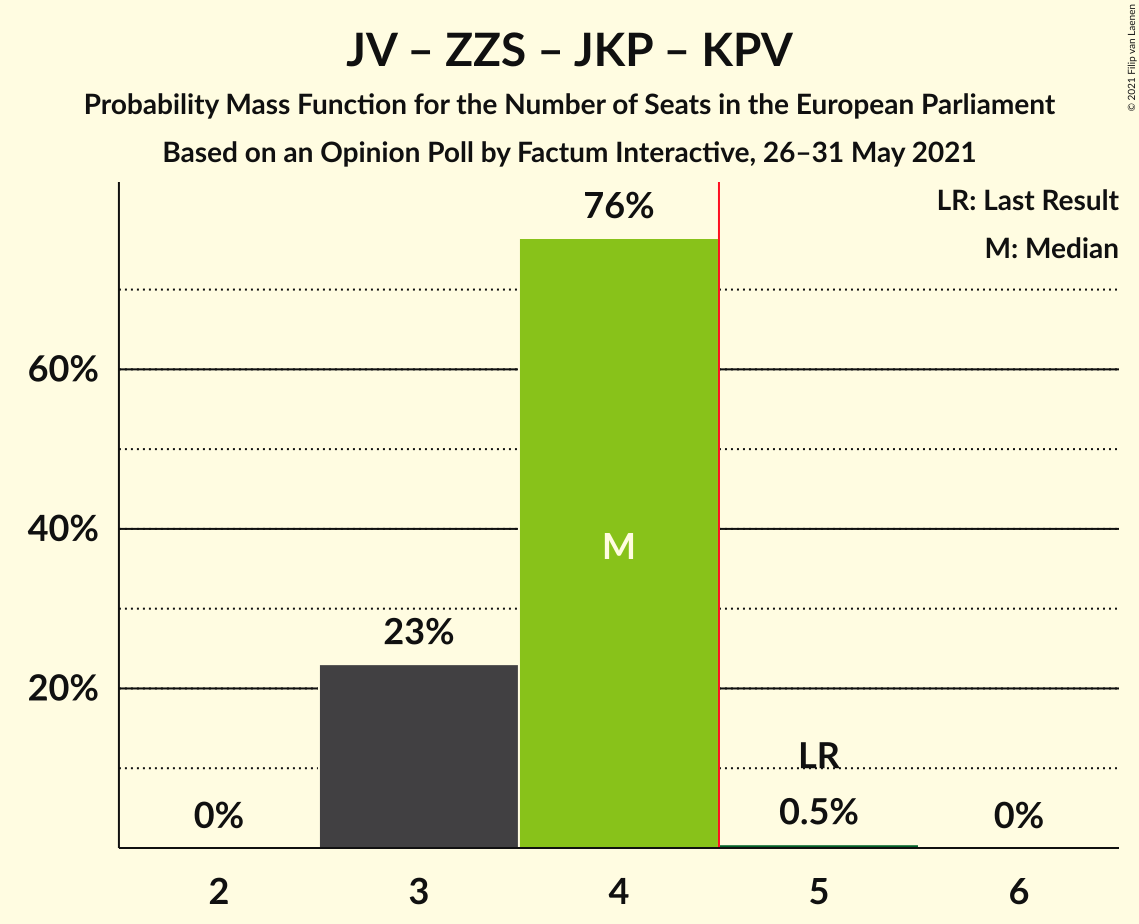 JV – ZZS – JKP – KPV
Probability Mass Function for the Number of Seats in the European Parliament
Based on an Opinion Poll by Factum Interactive, 26–31 May 2021
© 2021 Filip van Laenen
LR: Last Result
M: Median
76%
60%
M
40%
23%
20%
LR
0%
0.5%
0%
2
3
4
5
6